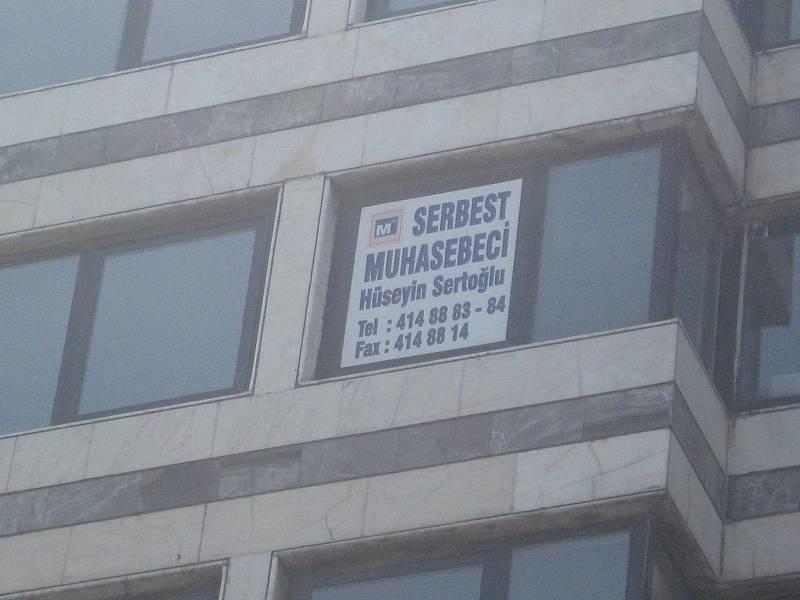 M SERBEST
MUHASEBECİ
Hüseyin Sertoğlu
Tel : 414 88 83 - 84
Fax : 414 88 14